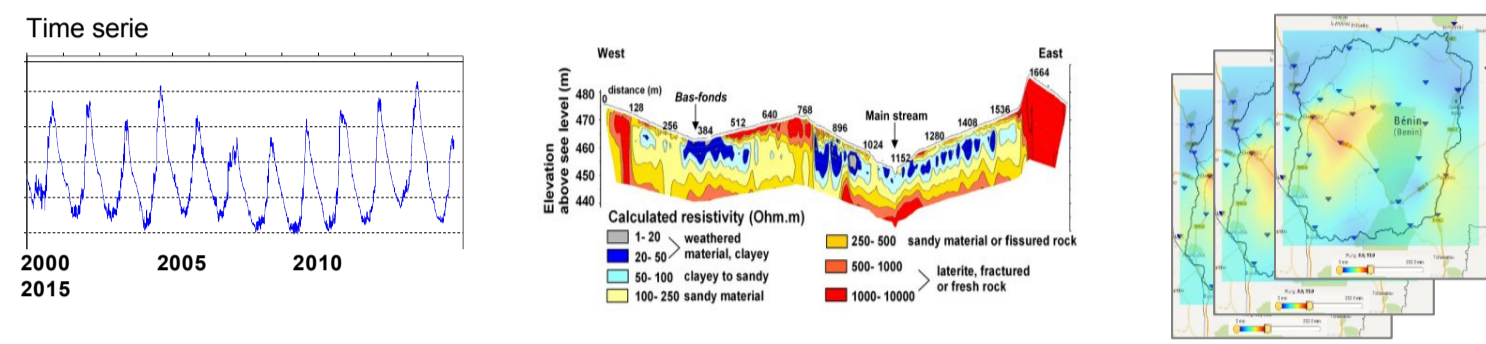 Time serie
2000 2005 2010
2015
West East
Elevation
above see level (m)
480
470
460
450
440
distance (m)
0 128 256 384 512 640 768 896 1024 1152 1280 1408 1536 1664
Bas-fonds
Main stream
Calculated resistivity (Ohm.m)
1- 20
20- 50
weathered
material, clayey
50- 100 clayey to sandy
100- 250 sandy material
250- 500 sandy material or fissured rock
500- 1000
1000- 10000
laterite, fractured
or fresh rock
Bénin
(Benin)